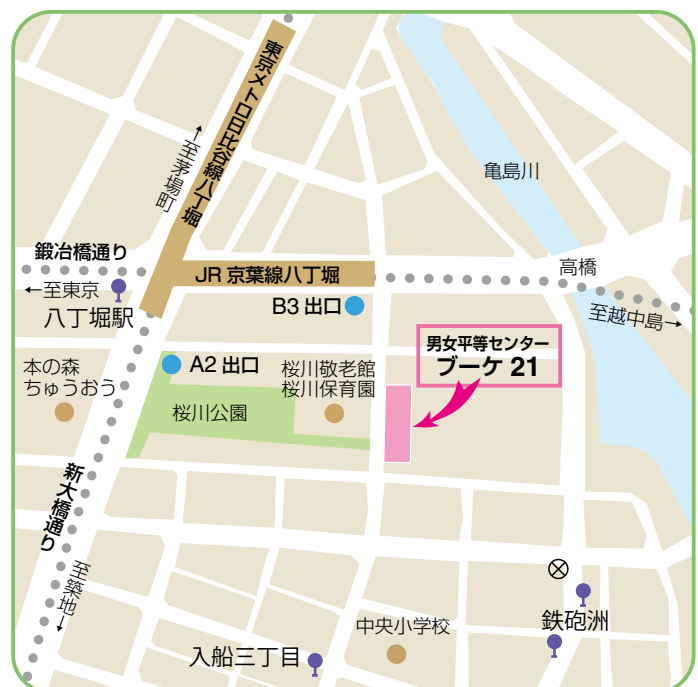 東京メトロ日比谷線八丁堀
←至茅場町
亀島川
鍛冶橋通り
←至東京
八丁堀駅
JR 京葉線八丁堀
高橋
至越中島→
B3 出口
男女平等センター
ブーケ 21
A2 出口
本の森
ちゅうおう
桜川敬老館
桜川保育園
桜川公園
新大橋通り
至築地→
鉄砲洲
中央小学校
入船三丁目